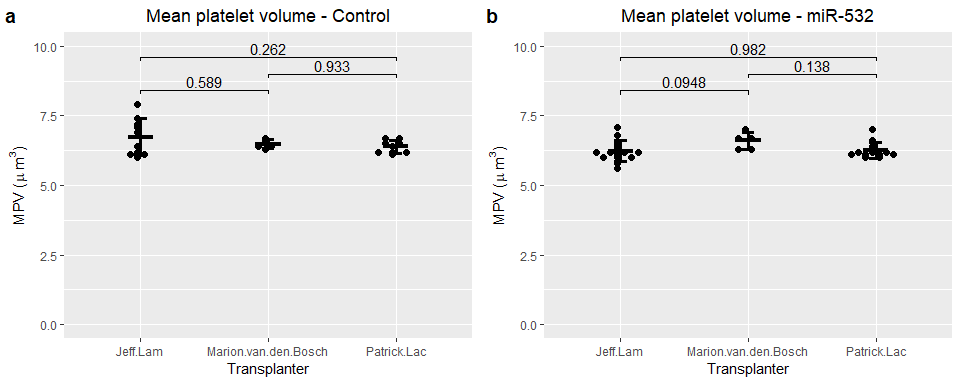 a
Mean platelet volume - Control
10.0
7.5
5.0
2.5
0.0
MPV (μ m³)
0.262
0.933
0.589
Jeff.Lam
Marion.van.den.Bosch
Patrick.Lac
Transplanter
b
Mean platelet volume - miR-532
10.0
7.5
5.0
2.5
0.0
MPV (μ m³)
0.982
0.138
0.0948
Jeff.Lam
Marion.van.den.Bosch
Patrick.Lac
Transplanter